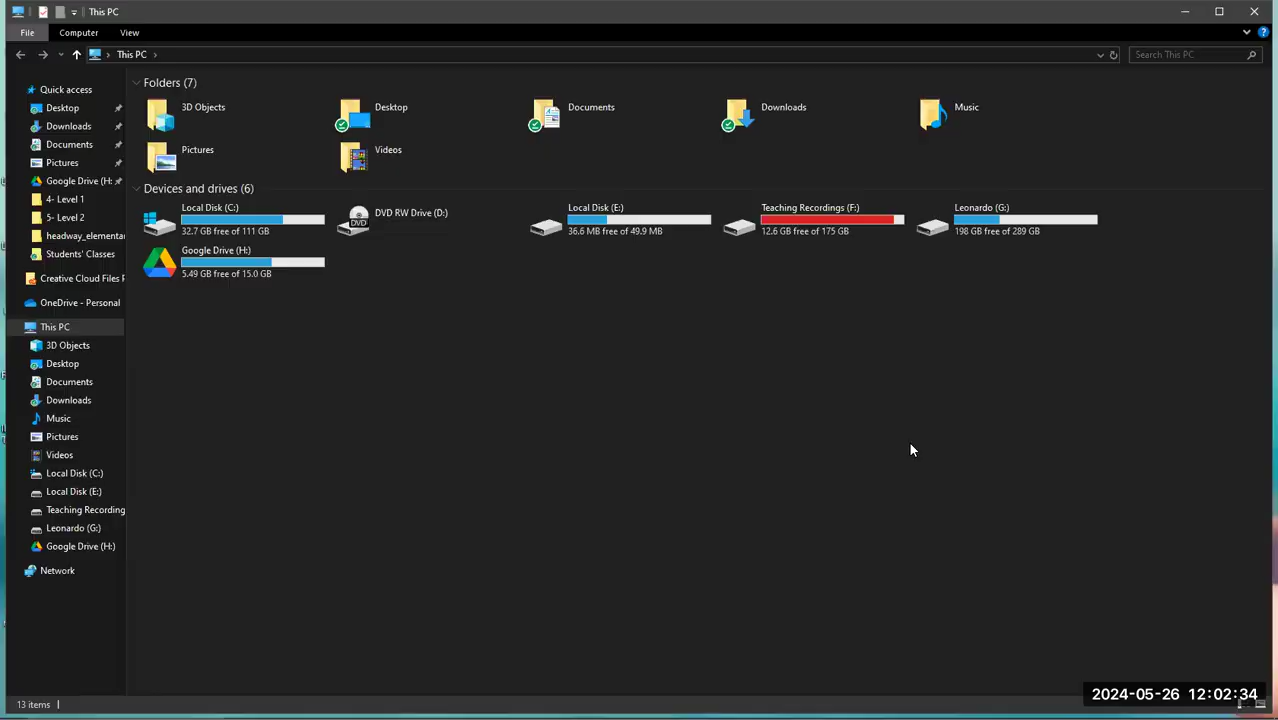 This PC
File Computer View
This PC
Search This PC
Quick access
Desktop
Downloads
Documents
Pictures
Google Drive (H:
4- Level 1
5- Level 2
headway_elementar
Students' Classes
Creative Cloud Files
OneDrive - Personal
This PC
3D Objects
Desktop
Documents
Downloads
Music
Pictures
Videos
Local Disk (C:)
Local Disk (E:)
Teaching Recording
Leonardo (G:)
Google Drive (H:)
Network
Folders (7)
3D Objects
Desktop
Documents
Downloads
Music
Pictures
Videos
Devices and drives (6)
Local Disk (C:)
32.7 GB free of 111 GB
DVD RW Drive (D:)
DVD
Local Disk (E:)
36.6 MB free of 49.9 MB
Teaching Recordings (F:)
12.6 GB free of 175 GB
Leonardo (G:)
198 GB free of 289 GB
Google Drive (H:)
5.49 GB free of 15.0 GB
13 items
2024-05-26 12:02:34